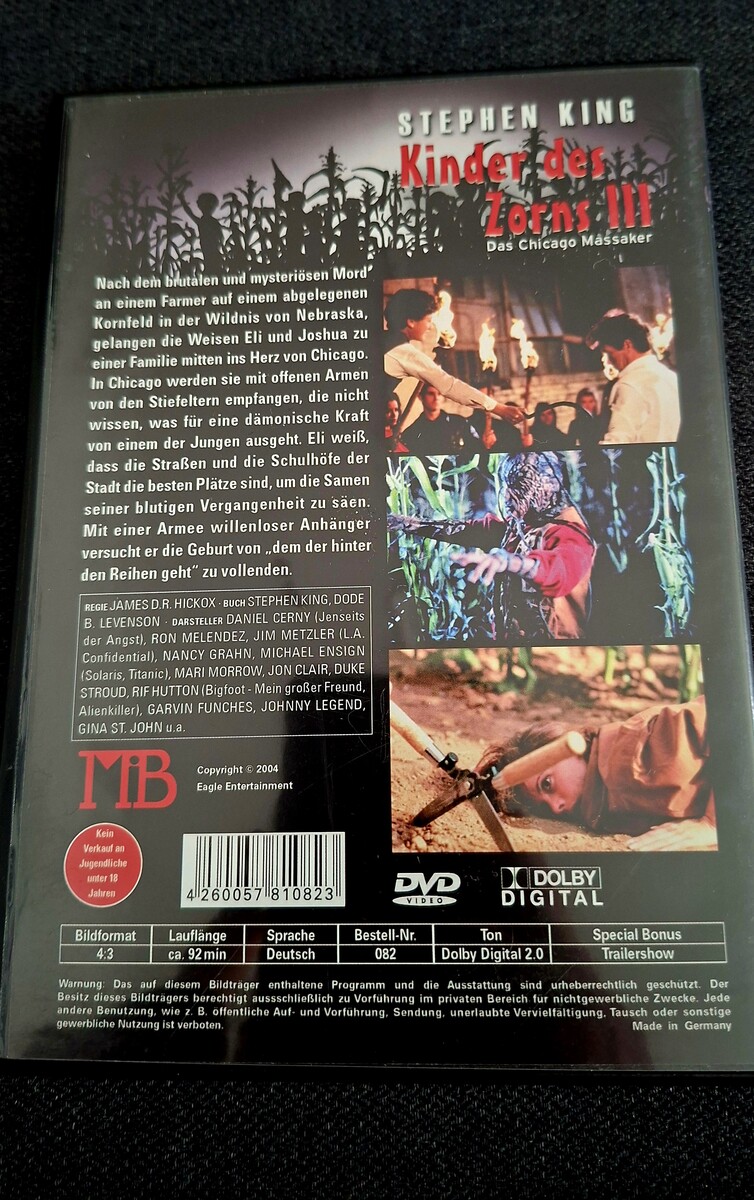 STEPHEN KING
Kinder des
Zorns III
Das Chicago Massaker
Nach dem brutalen und mysteriösen Mord
an einem Farmer auf einem abgelegenen
Kornfeld in der Wildnis von Nebraska,
gelangen die Weisen Eli und Joshua zu
einer Familie mitten ins Herz von Chicago.
In Chicago werden sie mit offenen Armen
von den Stiefeltern empfangen, die nicht
wissen, was für eine dämonische Kraft
von einem der Jungen ausgeht. Eli weiß,
dass die Straßen und die Schulhöfe der
Stadt die besten Plätze sind, um die Samen
seiner blutigen Vergangenheit zu säen.
Mit einer Armee willenloser Anhänger
versucht er die Geburt von „dem der hinter
den Reihen geht“ zu vollenden.
REGIE JAMES D.R. HICKOX · BUCH STEPHEN KING, DODE
B. LEVENSON · DARSTELLER DANIEL CERNY (Jenseits
der Angst), RON MELENDEZ, JIM METZLER (L.A.
Confidential), NANCY GRAHN, MICHAEL ENSIGN
(Solaris, Titanic), MARI MORROW, JON CLAIR, DUKE
STROUD, RIF HUTTON (Bigfoot - Mein großer Freund,
Alienkiller), GARVIN FUNCHES, JOHNNY LEGEND,
GINA ST. JOHN u.a.
MiB
Copyright © 2004
Eagle Entertainment
Kein
Verkauf an
Jugendliche
unter 18
Jahren
4 260057 810823
DVD
VIDEO
DOLBY
DIGITAL
Bildformat Lauflänge Sprache Bestell-Nr. Ton Special Bonus
4:3 ca. 92 min Deutsch 082 Dolby Digital 2.0 Trailershow
Warnung: Das auf diesem Bildträger enthaltene Programm und die Ausstattung sind urheberrechtlich geschützt. Der
Besitz dieses Bildträgers berechtigt aussschließlich zu Vorführung im privaten Bereich für nichtgewerbliche Zwecke. Jede
andere Benutzung, wie z. B. öffentliche Auf- und Vorführung, Sendung, unerlaubte Vervielfältigung, Tausch oder sonstige
gewerbliche Nutzung ist verboten. Made in Germany